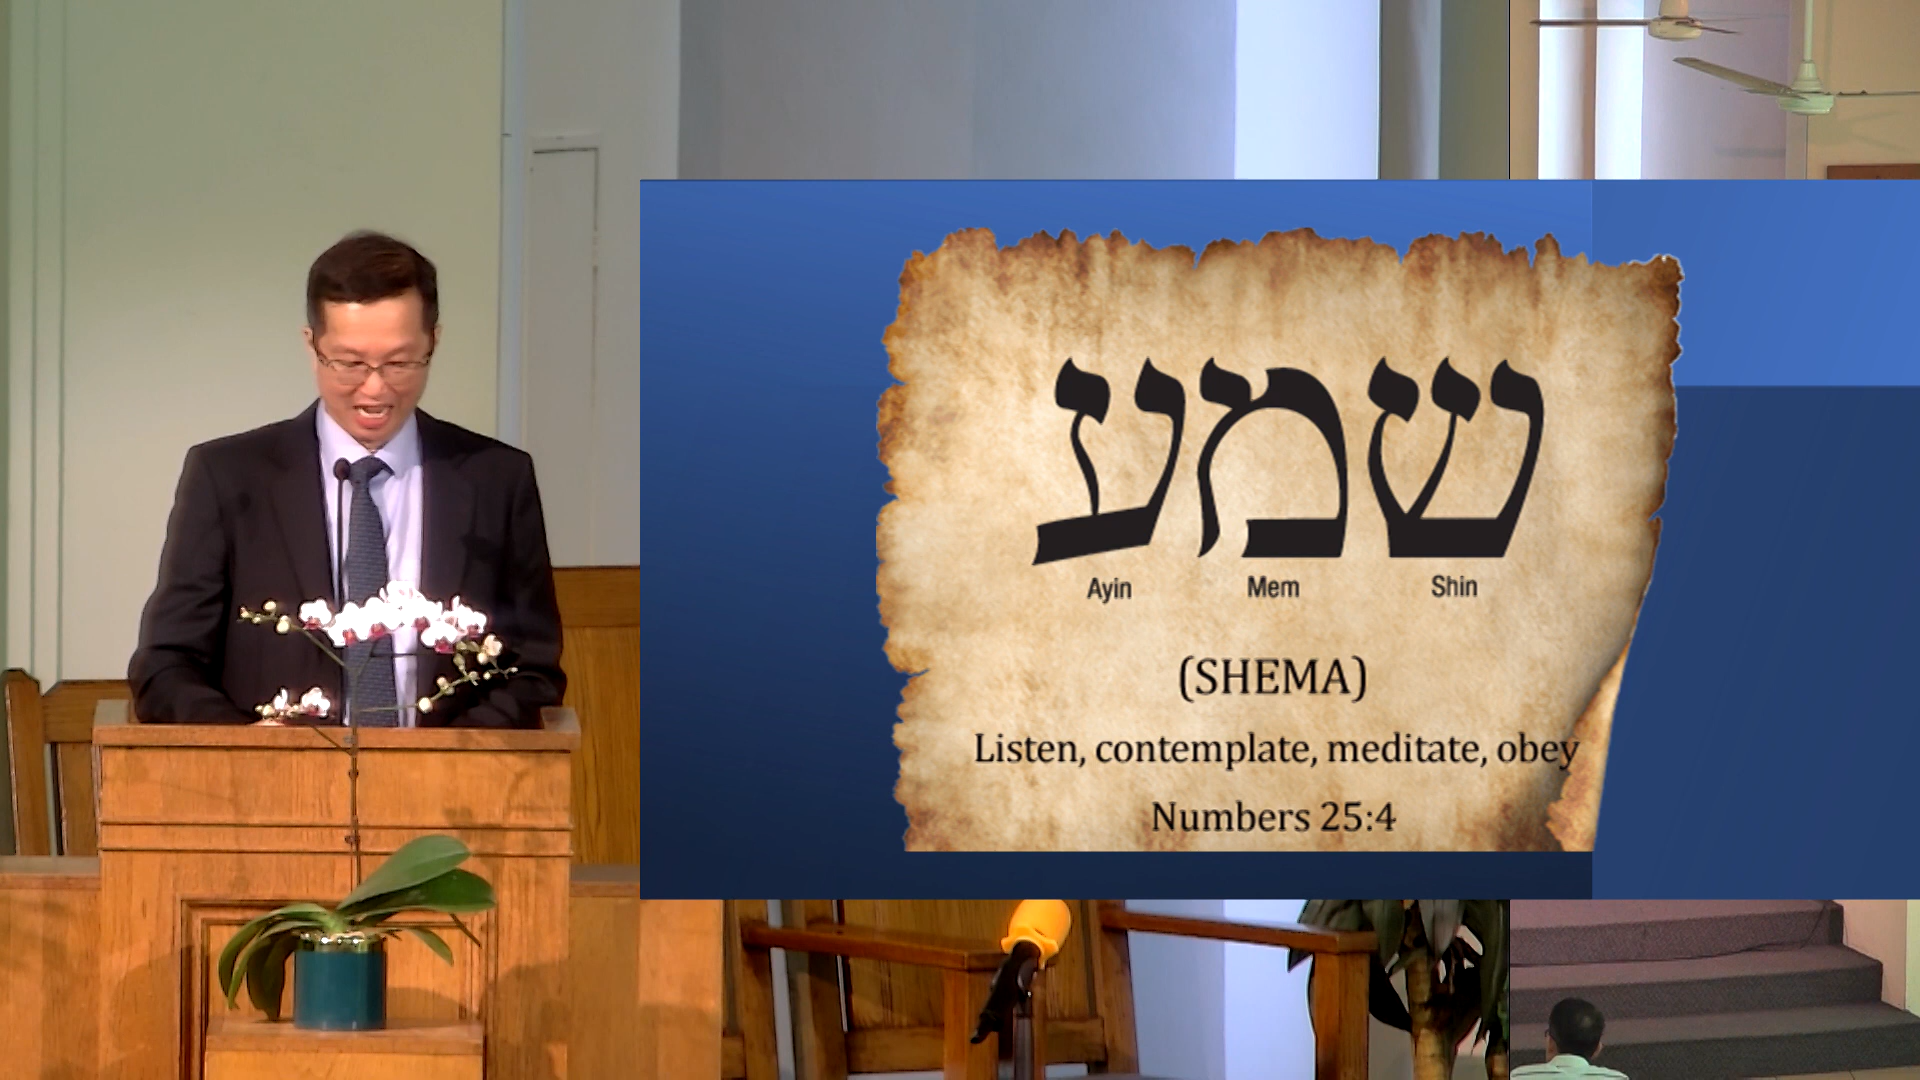 שמע
Ayin Mem Shin
(SHEMA)
Listen, contemplate, meditate, obey
Numbers 25:4